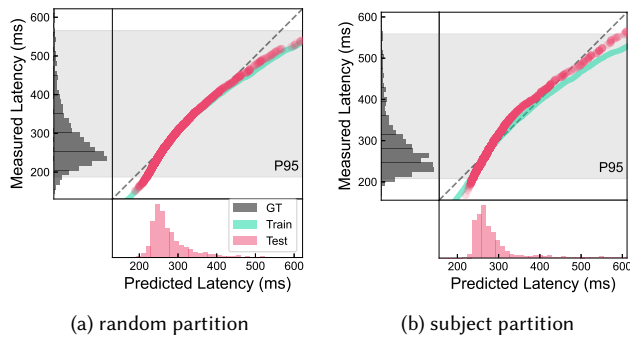 600
500
400
300
200
Measured Latency (ms)
P95
GT
Train
Test
200 300 400 500 600
Predicted Latency (ms)
(a) random partition
600
500
400
300
200
Measured Latency (ms)
P95
200 300 400 500 600
Predicted Latency (ms)
(b) subject partition